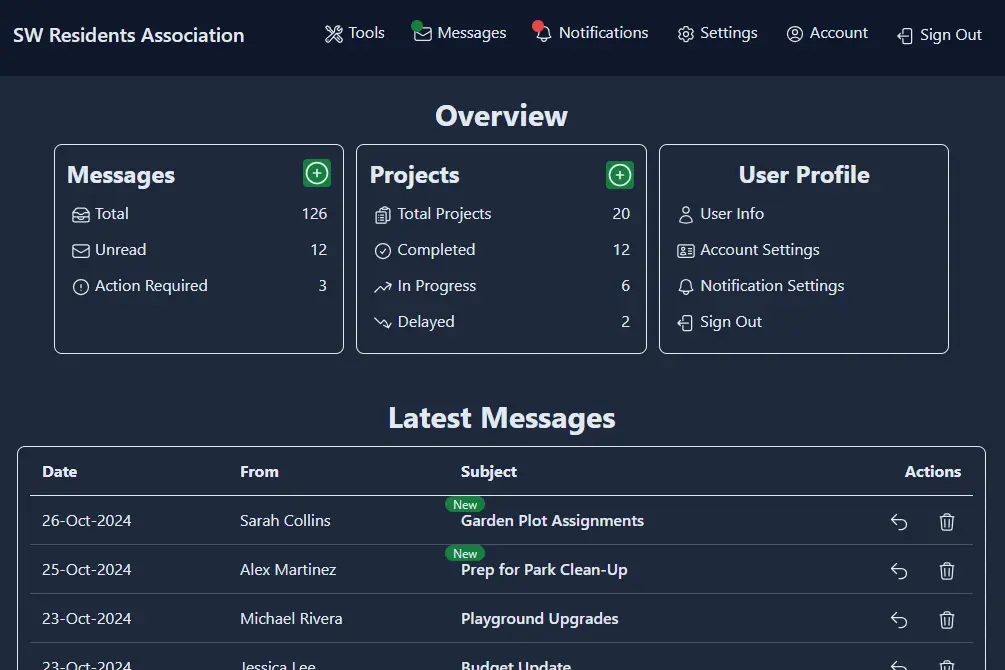 SW Residents Association Tools Messages Notifications Settings Account Sign Out
Overview
Messages
Total 126
Unread 12
Action Required 3
Projects
Total Projects 20
Completed 12
In Progress 6
Delayed 2
User Profile
User Info
Account Settings
Notification Settings
Sign Out
Latest Messages
Date From Subject Actions
New
26-Oct-2024 Sarah Collins Garden Plot Assignments
New
25-Oct-2024 Alex Martinez Prep for Park Clean-Up
23-Oct-2024 Michael Rivera Playground Upgrades
23-Oct-2024 Jessica Lee Budget Update